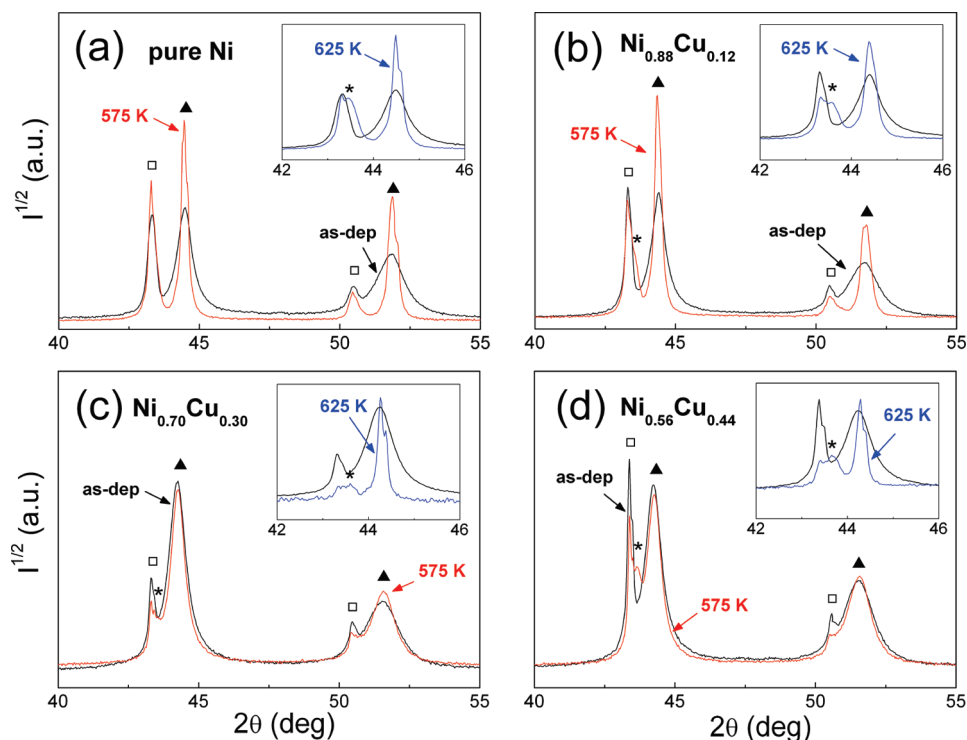 (a)
pure Ni
575 K
625 K
*
42 44 46
as-dep
I^1/2 (a.u.)
40 45 50 55
(b)
Ni0.88Cu0.12
575 K
625 K
*
42 44 46
*
as-dep
40 45 50 55
(c)
Ni0.70Cu0.30
625 K
*
42 44 46
as-dep
*
575 K
I^1/2 (a.u.)
40 45 50 55
2θ (deg)
(d)
Ni0.56Cu0.44
625 K
*
42 44 46
as-dep
*
575 K
40 45 50 55
2θ (deg)